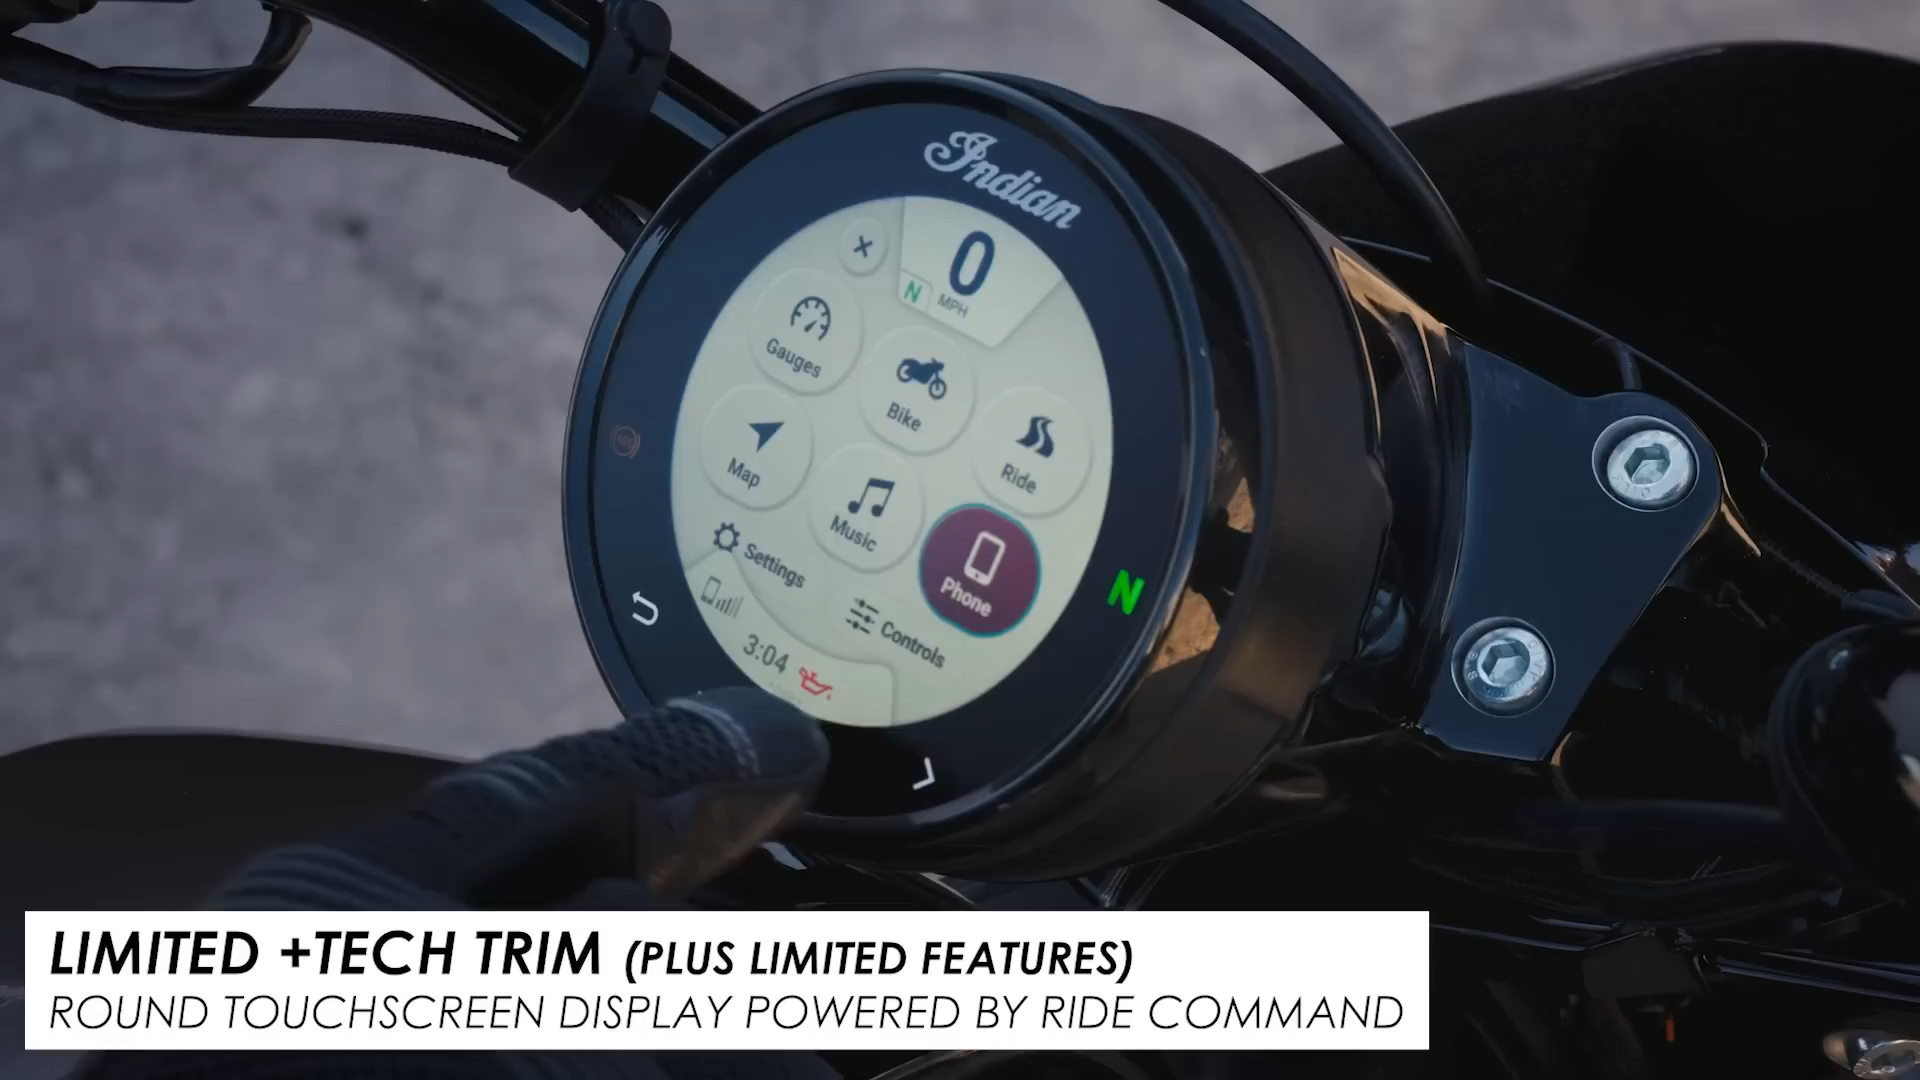 Indian
0
N MPH
Gauges
Bike
Ride
Map
Music
Phone
Settings
Controls
N
3:04
LIMITED +TECH TRIM (PLUS LIMITED FEATURES)
ROUND TOUCHSCREEN DISPLAY POWERED BY RIDE COMMAND